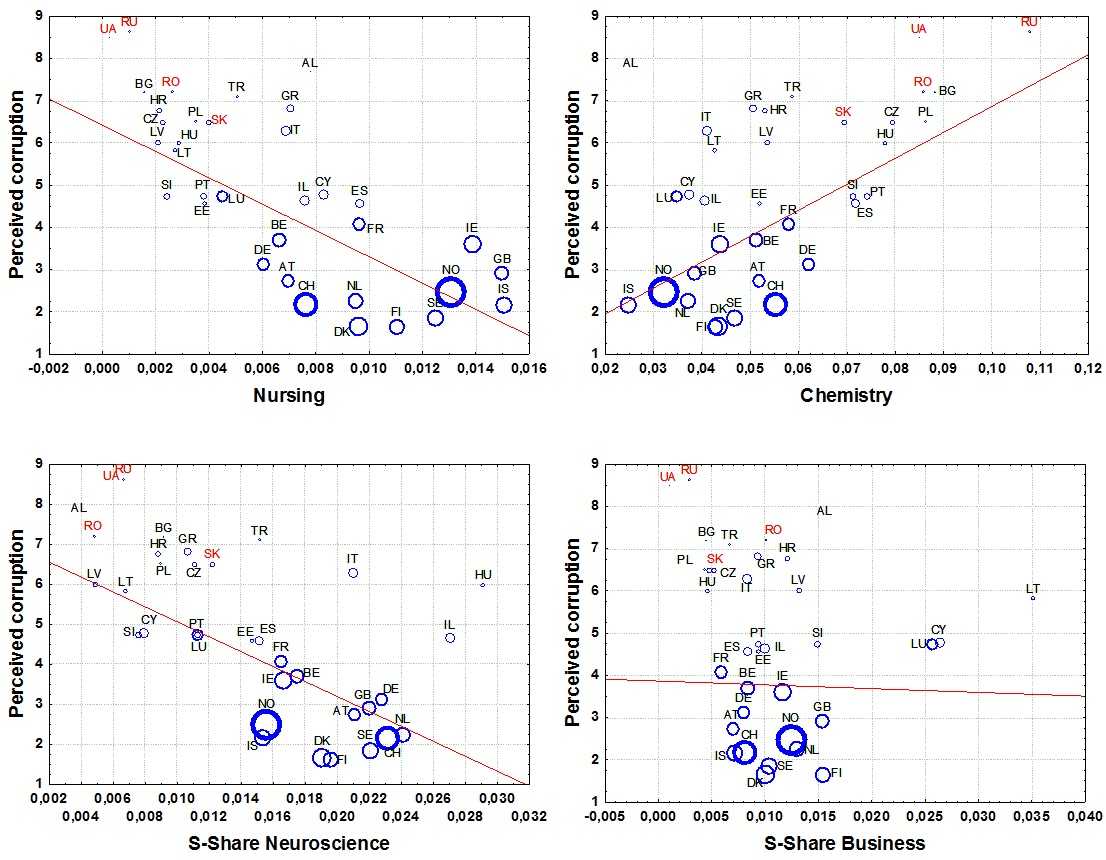 Perceived corruption
9
8
7
6
5
4
3
2
1
UA
RU
AL
BG
RO
TR
HR
GR
CZ
PL
SK
IT
LV
HU
LT
SI
PT
EE
LU
IL
CY
ES
FR
BE
IE
DE
AT
GB
CH
NL
NO
IS
DK
FI
SE
-0,002
0,000
0,002
0,004
0,006
0,008
0,010
0,012
0,014
0,016
Nursing
Perceived corruption
9
8
7
6
5
4
3
2
1
UA
RU
AL
RO
BG
TR
GR
HR
IT
SK
CZ
PL
LT
LV
HU
LU
CY
IL
EE
SI
PT
ES
FR
IE
BE
DE
NO
GB
AT
CH
IS
NL
DK
SE
FI
0,02
0,03
0,04
0,05
0,06
0,07
0,08
0,09
0,10
0,11
0,12
Chemistry
Perceived corruption
9
8
7
6
5
4
3
2
1
UA
RU
AL
RO
BG
TR
HR
GR
PL
CZ
SK
IT
LV
LT
HU
SI
CY
PT
LU
EE
ES
IL
FR
IE
BE
NO
GB
DE
AT
IS
NL
SE
CH
DK
FI
0,002
0,004
0,006
0,008
0,010
0,012
0,014
0,016
0,018
0,020
0,022
0,024
0,026
0,028
0,030
0,032
S-Share Neuroscience
Perceived corruption
9
8
7
6
5
4
3
2
1
UA
RU
AL
BG
TR
RO
PL
SK
CZ
GR
HR
HU
IT
LV
LT
ES
PT
EE
IL
SI
LU
CY
FR
BE
IE
DE
AT
NO
GB
CH
IS
NL
SE
DK
FI
-0,005
0,000
0,005
0,010
0,015
0,020
0,025
0,030
0,035
0,040
S-Share Business